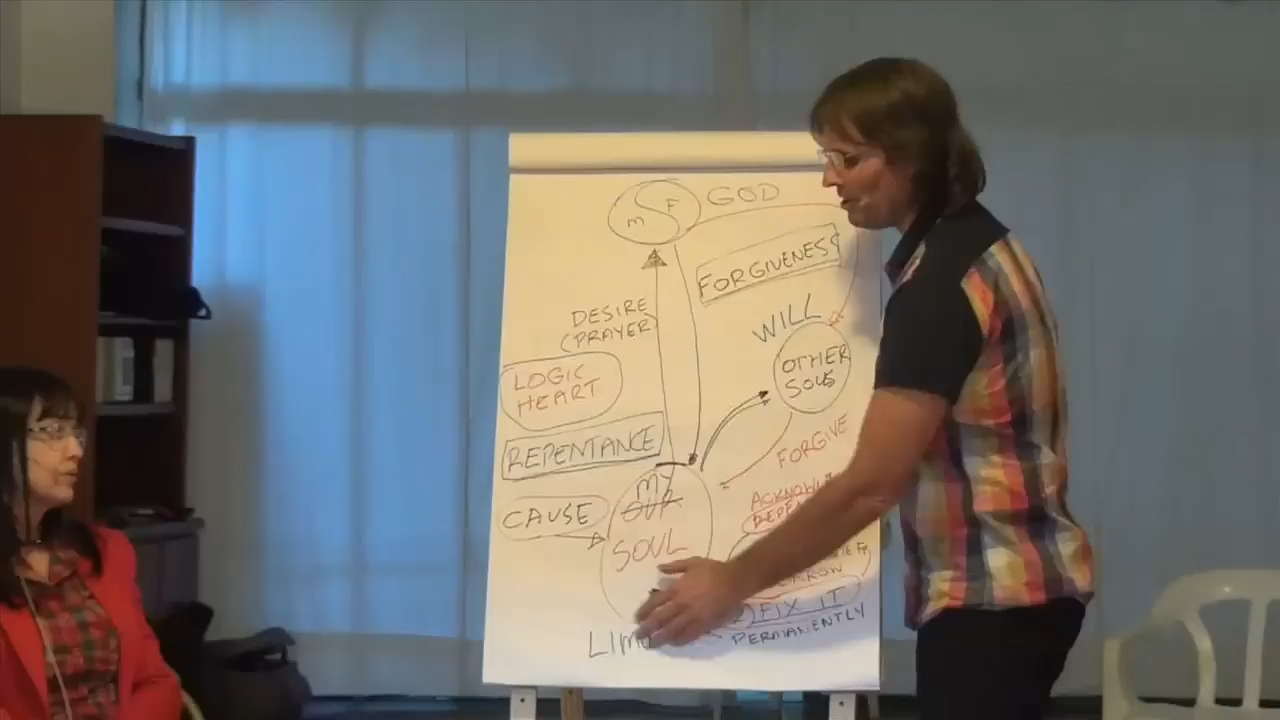 M F GOD
FORGIVENESS
DESIRE
(PRAYER)
WILL
OTHER
SOULS
LOGIC
HEART
REPENTANCE
FORGIVE
MY
OUR
CAUSE
SOUL
FIX IT
PERMANENTLY